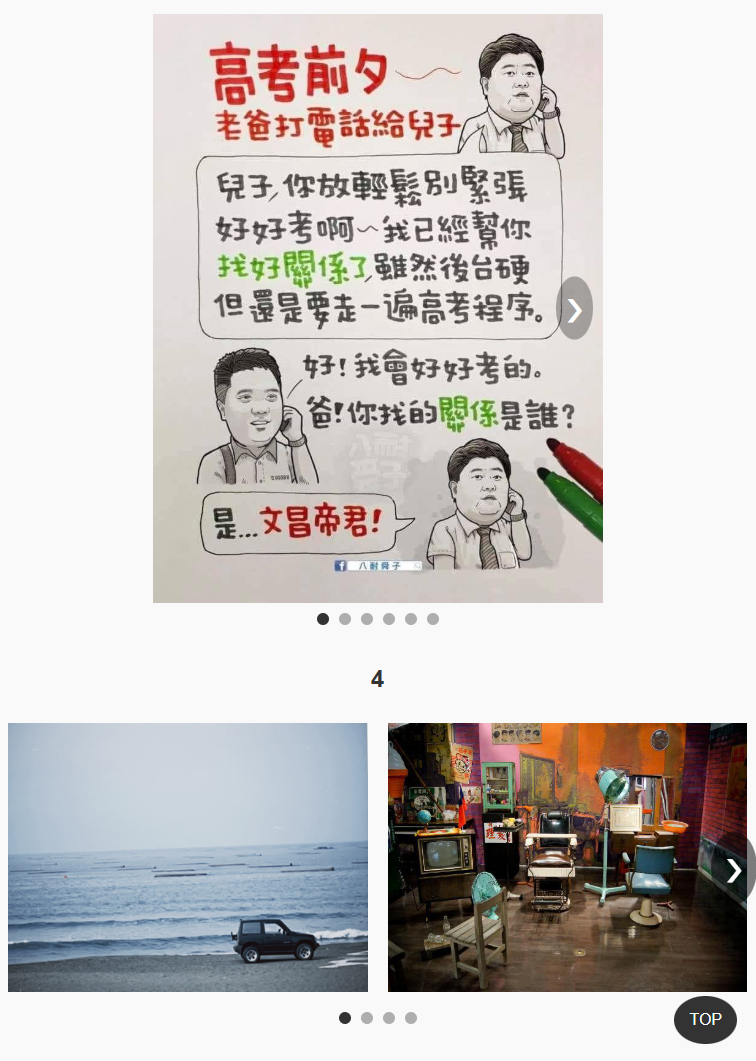 高考前夕
老爸打電話給兒子
兒子,你放輕鬆別緊張
好好考啊~我已經幫你
找好關係了,雖然後台硬
但還是要走一遍高考程序。
好!我會好好考的。
爸!你找的關係是誰?
是...文昌帝君!
八耐舜子
4
TOP